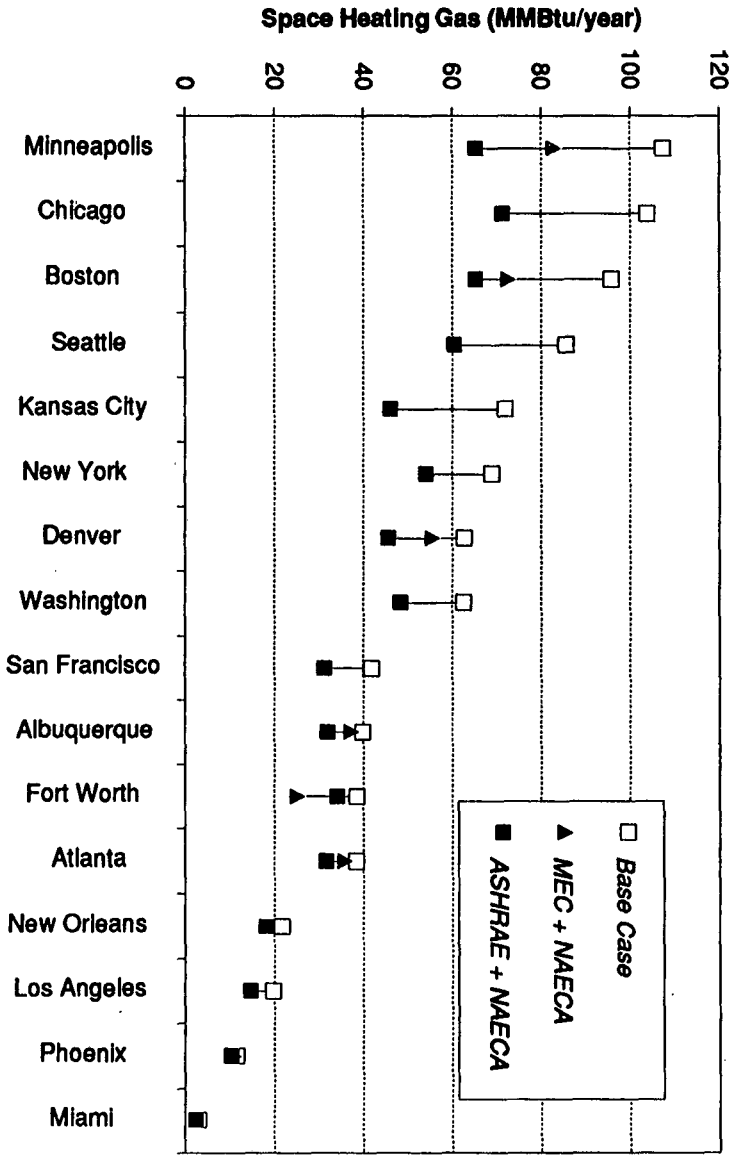 Space Heating Gas (MMBtu/year)
0
20
40
60
80
100
120
Minneapolis
Chicago
Boston
Seattle
Kansas City
New York
Denver
Washington
San Francisco
Albuquerque
Fort Worth
Atlanta
New Orleans
Los Angeles
Phoenix
Miami
Base Case
MEC + NAECA
ASHRAE + NAECA